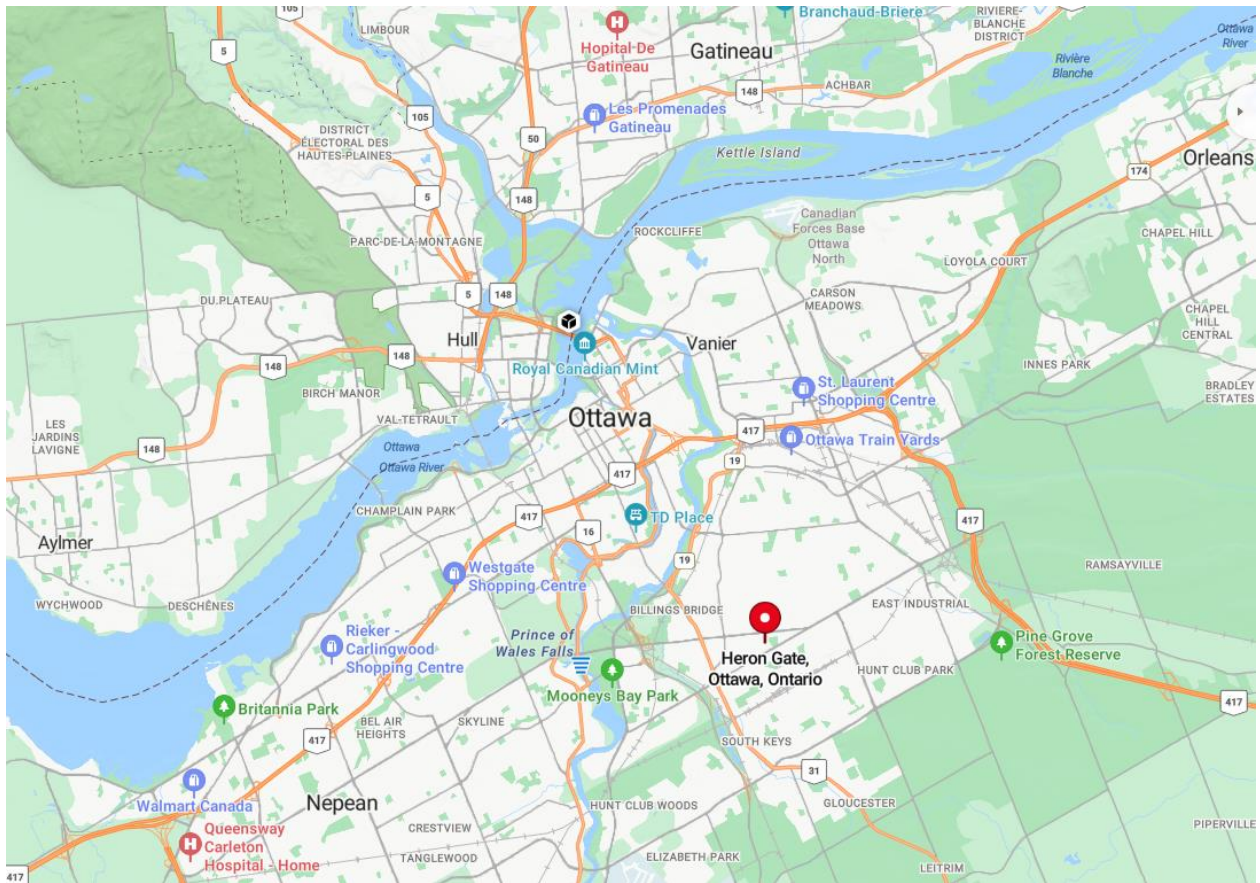 105
LIMBOUR
5
Hopital De
Gatineau
Branchaud-Briere
Gatineau
RIVIÈRE-
BLANCHE
DISTRICT
Ottawa
River
Rivière
Blanche
ACHBAR
148
105
Les Promenades
Gatineau
DISTRICT
ÉLECTORAL DES
HAUTES-PLAINES
50
Kettle Island
Orleans
174
5
148
Canadian
Forces Base
Ottawa
North
ROCKCLIFFE
CHAPEL HILL
PARC-DE-LA-MONTAGNE
LOYOLA COURT
5
148
CARSON
MEADOWS
DU.PLATEAU
CHAPEL
HILL
CENTRAL
Hull
Vanier
Royal Canadian Mint
148
148
INNES PARK
St. Laurent
Shopping Centre
BIRCH MANOR
BRADLEY
ESTATES
VAL-TETRAULT
Ottawa
LES
JARDINS
LAVIGNE
148
Ottawa
Ottawa River
417
Ottawa Train Yards
19
417
CHAMPLAIN PARK
417
TD Place
16
417
Aylmer
19
Westgate
Shopping Centre
RAMSAYVILLE
WYCHWOOD
DESCHÊNES
BILLINGS BRIDGE
EAST INDUSTRIAL
Rieker -
Carlingwood
Shopping Centre
Prince of
Wales Falls
Heron Gate,
Ottawa, Ontario
Pine Grove
Forest Reserve
HUNT CLUB PARK
Mooneys Bay Park
Britannia Park
417
BEL AIR
HEIGHTS
SKYLINE
417
SOUTH KEYS
31
Walmart Canada
Nepean
HUNT CLUB WOODS
GLOUCESTER
CRESTVIEW
PIPERVILLE
Queensway
Carleton
Hospital - Home
TANGLEWOOD
ELIZABETH PARK
LEITRIM
417